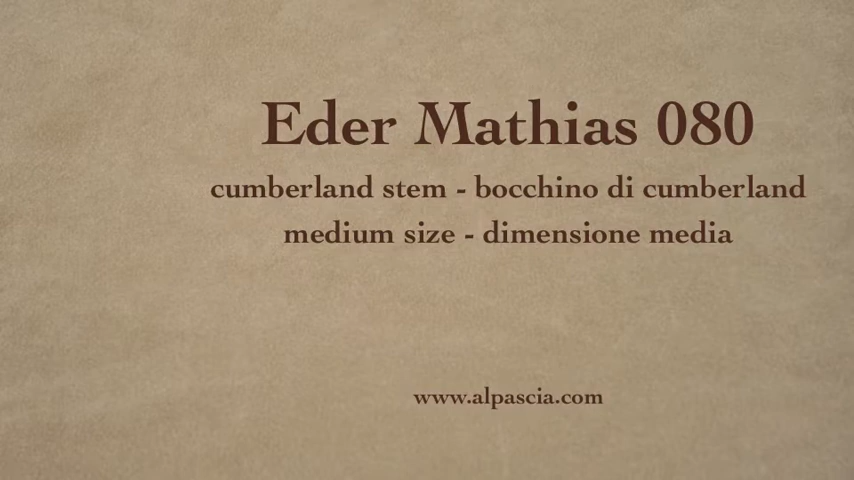 Eder Mathias 080
cumberland stem - bocchino di cumberland
medium size - dimensione media
www.alpascia.com